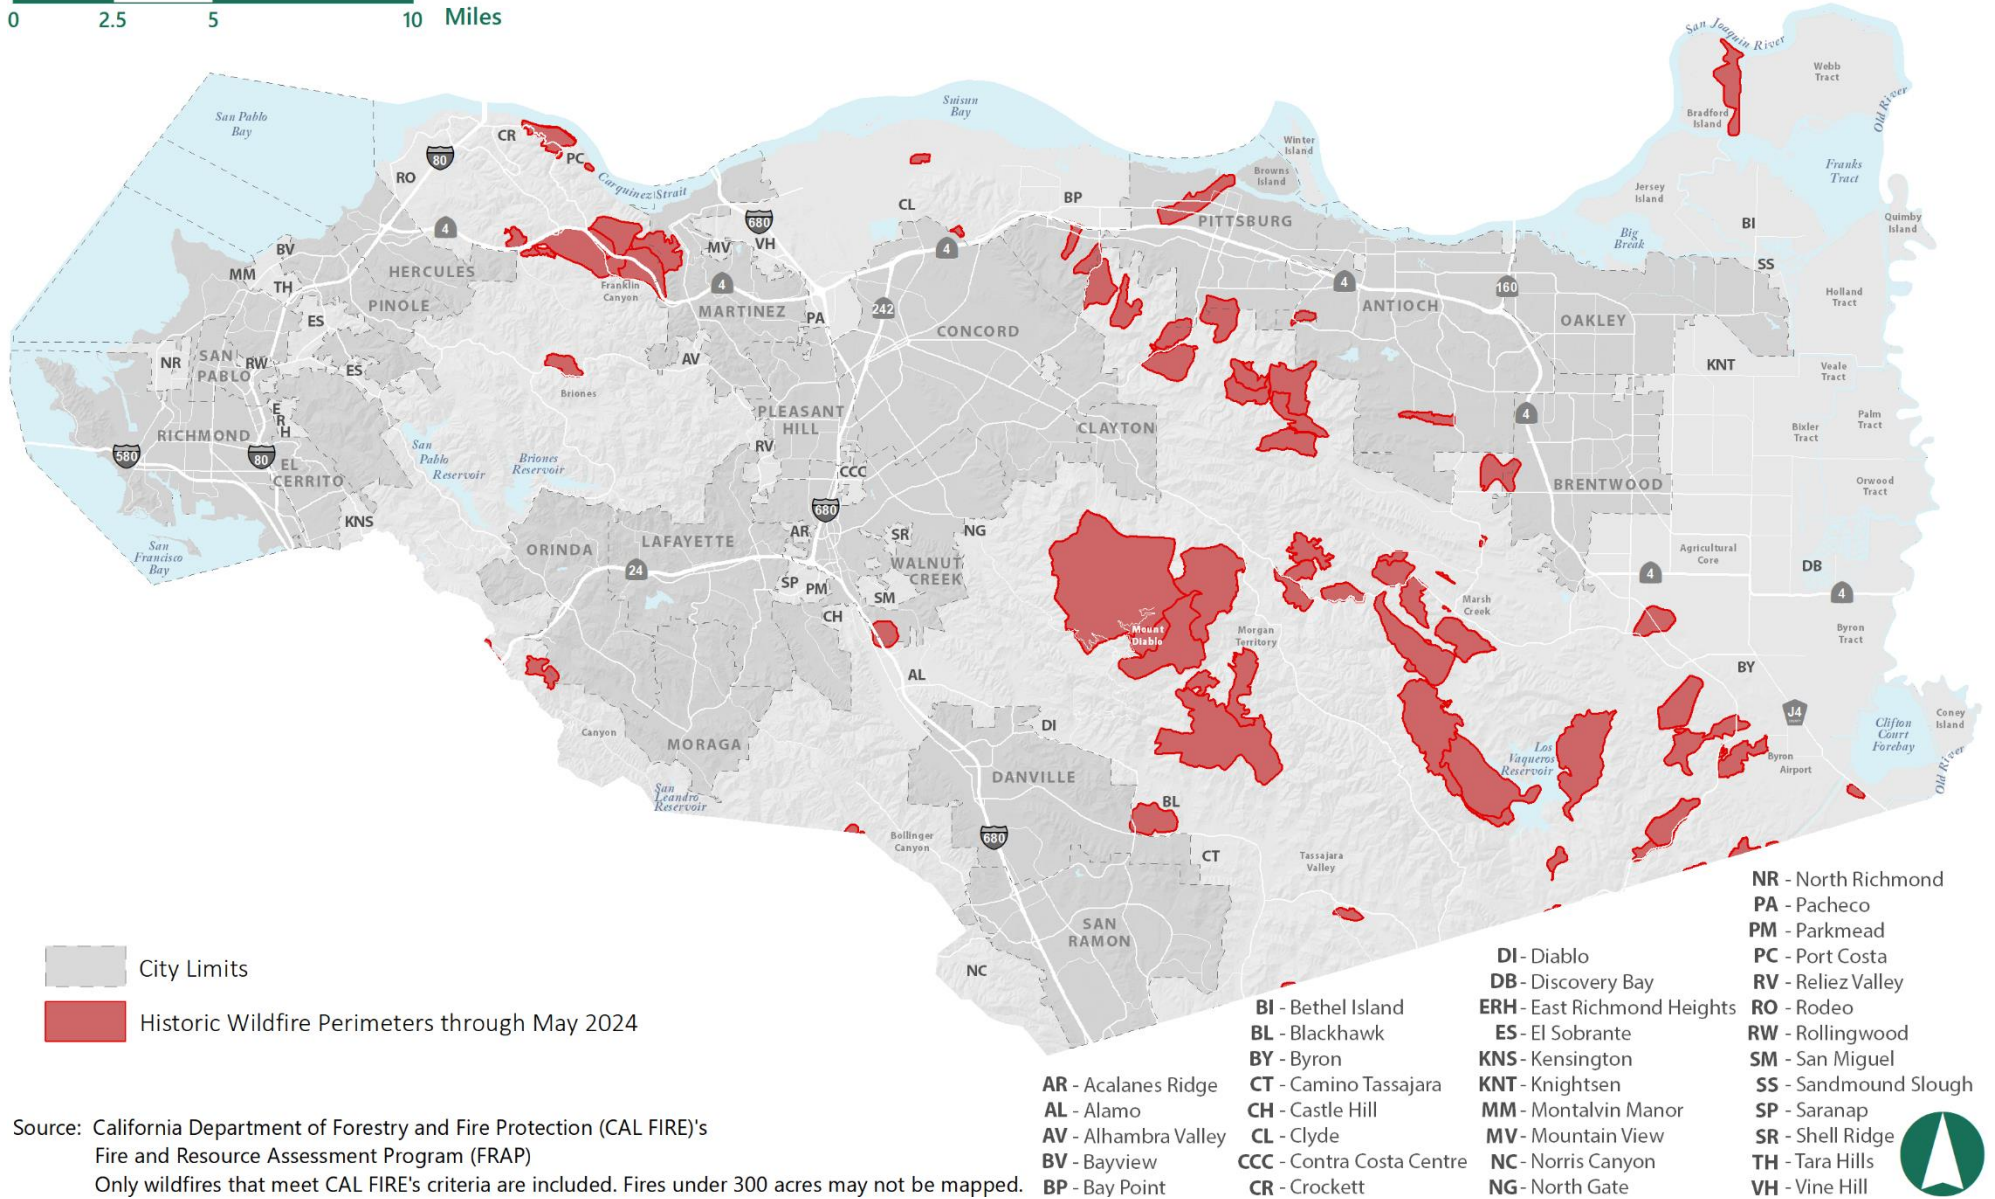 0 2.5 5 10 Miles
San Joaquin River
Webb
Tract
Old River
Bradford
Island
Franks
Tract
San Pablo
Bay
Suisun
Bay
CR
PC
80
RO
Carquinez Strait
Winter
Island
Browns
Island
Jersey
Island
BI
Quimby
Island
Big
Break
SS
CL
BP
PITTSBURG
4
680
MV
VH
4
BV
MM
TH
HERCULES
PINOLE
ES
Franklin
Canyon
4
MARTINEZ
PA
242
CONCORD
4
ANTIOCH
160
OAKLEY
Holland
Tract
NR
SAN
PABLO
RW
ES
AV
Briones
KNT
Veale
Tract
E
R
H
RICHMOND
580
80
EL
CERRITO
KNS
San
Pablo
Reservoir
Briones
Reservoir
PLEASANT
HILL
RV
CCC
CLAYTON
4
Palm
Tract
Bixler
Tract
BRENTWOOD
Orwood
Tract
San
Francisco
Bay
680
AR
SR
NG
ORINDA
LAFAYETTE
24
WALNUT
CREEK
SP
PM
SM
CH
Agricultural
Core
DB
4
4
Marsh
Creek
Byron
Tract
Mount
Diablo
Morgan
Territory
AL
BY
DI
Canyon
MORAGA
J4
Clifton
Court
Forebay
Coney
Island
Old River
Los
Vaqueros
Reservoir
Byron
Airport
DANVILLE
San
Leandro
Reservoir
BL
680
Bollinger
Canyon
CT
Tassajara
Valley
SAN
RAMON
NC
City Limits
Historic Wildfire Perimeters through May 2024
Source: California Department of Forestry and Fire Protection (CAL FIRE)'s
Fire and Resource Assessment Program (FRAP)
Only wildfires that meet CAL FIRE's criteria are included. Fires under 300 acres may not be mapped.
AR - Acalanes Ridge
AL - Alamo
AV - Alhambra Valley
BV - Bayview
BP - Bay Point
BI - Bethel Island
BL - Blackhawk
BY - Byron
CT - Camino Tassajara
CH - Castle Hill
CL - Clyde
CCC - Contra Costa Centre
CR - Crockett
DI - Diablo
DB - Discovery Bay
ERH - East Richmond Heights
ES - El Sobrante
KNS - Kensington
KNT - Knightsen
MM - Montalvin Manor
MV - Mountain View
NC - Norris Canyon
NG - North Gate
NR - North Richmond
PA - Pacheco
PM - Parkmead
PC - Port Costa
RV - Reliez Valley
RO - Rodeo
RW - Rollingwood
SM - San Miguel
SS - Sandmound Slough
SP - Saranap
SR - Shell Ridge
TH - Tara Hills
VH - Vine Hill